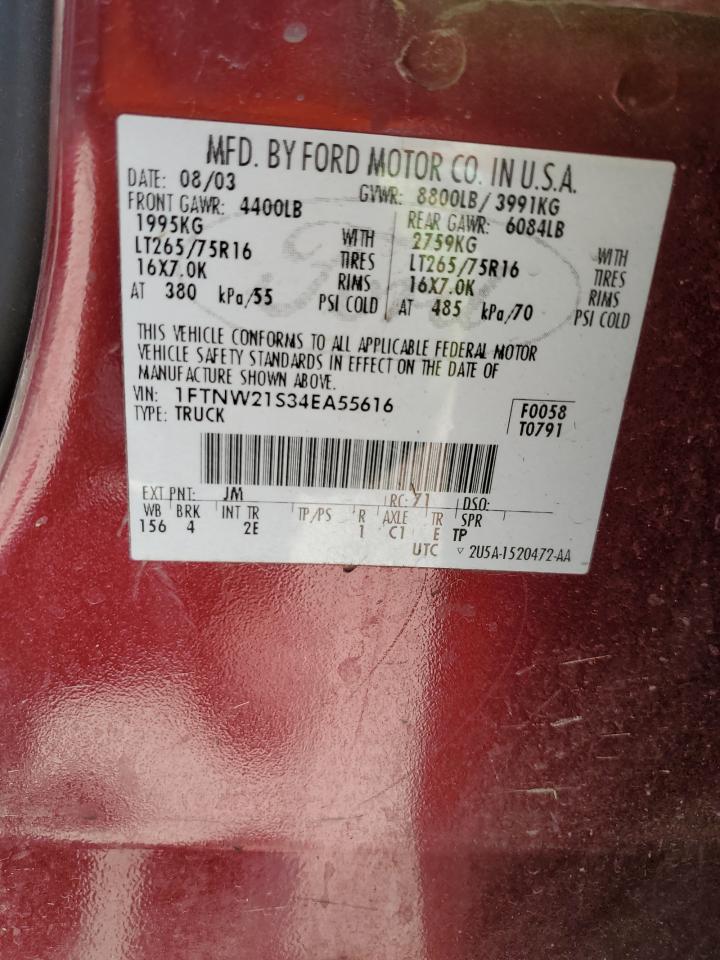 MFD. BY FORD MOTOR CO. IN U.S.A.
DATE: 08/03 GVWR: 8800LB/ 3991KG
FRONT GAWR: 4400LB REAR GAWR: 6084LB
1995KG WITH 2759KG WITH
LT265/75R16 TIRES LT265/75R16 TIRES
16X7.0K RIMS 16X7.0K RIMS
AT 380 kPa/55 PSI COLD AT 485 kPa/70 PSI COLD
THIS VEHICLE CONFORMS TO ALL APPLICABLE FEDERAL MOTOR
VEHICLE SAFETY STANDARDS IN EFFECT ON THE DATE OF
MANUFACTURE SHOWN ABOVE.
VIN: 1FTNW21S34EA55616 F0058
TYPE: TRUCK T0791
EXT PNT: JM RC: 71 DSO:
WB BRK INT TR TP/PS R AXLE TR SPR
156 4 2E 1 C1 E TP
UTC ▽ 2U5A-1520472-AA
Ford